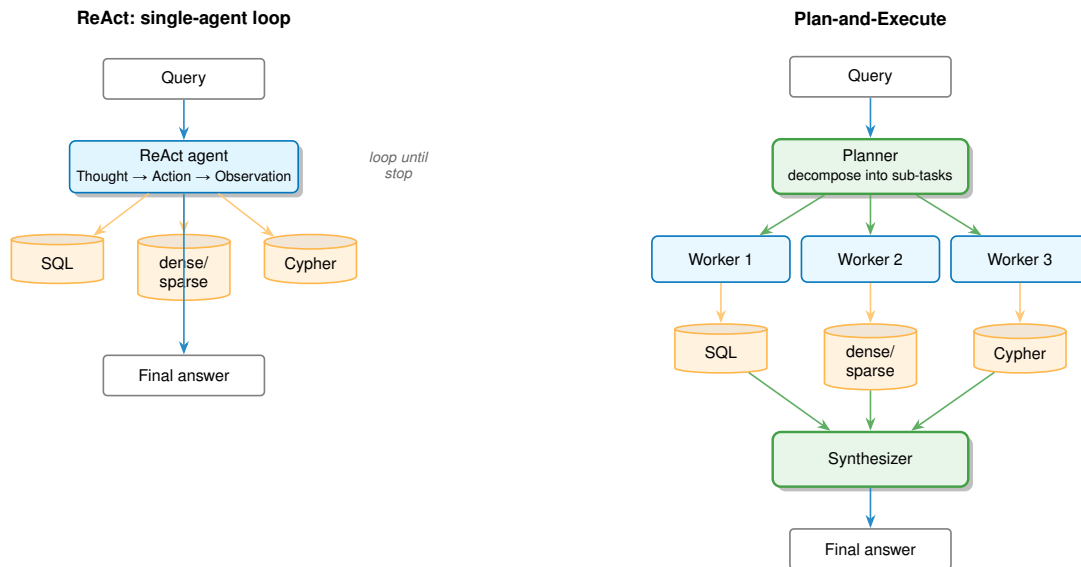 ReAct: single-agent loop
Query
ReAct agent
Thought → Action → Observation
loop until
stop
SQL
dense/
sparse
Cypher
Final answer
Plan-and-Execute
Query
Planner
decompose into sub-tasks
Worker 1
Worker 2
Worker 3
SQL
dense/
sparse
Cypher
Synthesizer
Final answer